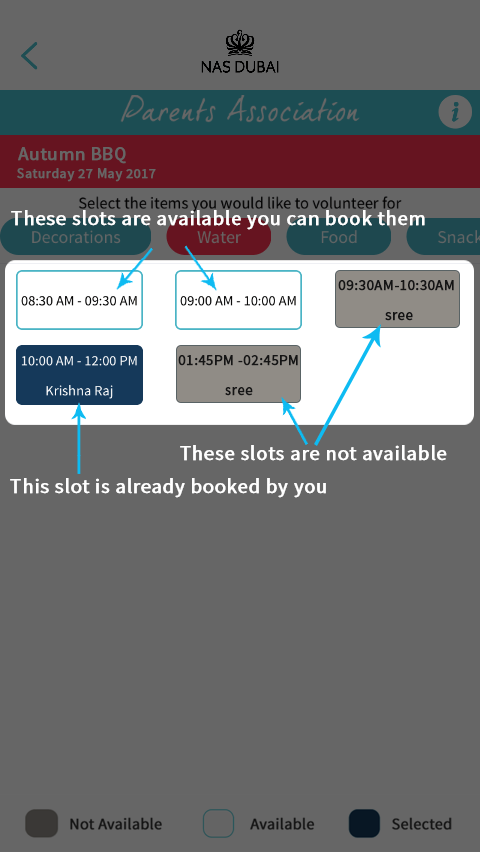 NAS DUBAI
Parents Association
i
Autumn BBQ
Saturday 27 May 2017
Select the items you would like to volunteer for
These slots are available you can book them
Decorations Water Food Snack
08:30 AM - 09:30 AM 09:00 AM - 10:00 AM 09:30AM-10:30AM
sree
10:00 AM - 12:00 PM 01:45PM -02:45PM
Krishna Raj sree
These slots are not available
This slot is already booked by you
Not Available Available Selected